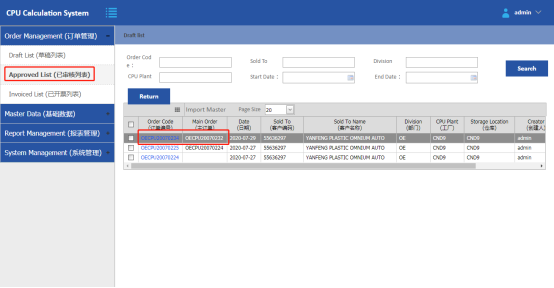 CPU Calculation System
admin
Order Management (订单管理)
Draft List (草稿列表)
Approved List (已审核列表)
Invoiced List (已开票列表)
Master Data (基础数据)
Report Management (报表管理)
System Management (系统管理)
Draft list
Order Cod
e :
Sold To
Division
CPU Plant
Start Date :
End Date :
Search
Return
Import Master Page Size 20
Order Code Main Order Date Sold To Sold To Name Division CPU Plant Storage Location Creator
(订单编号) (主订单) (日期) (客户编码) (客户名称) (部门) (工厂) (仓库) (创建人)
OECPU20070222 2020-07-28 55636297 YANFENG PLASTIC OMNIUM AUTO OE CND9 CND9 admin
OECPU20070225 OECPU20070224 2020-07-27 55636297 YANFENG PLASTIC OMNIUM AUTO OE CND9 CND9 admin
OECPU20070224 2020-07-27 55636297 YANFENG PLASTIC OMNIUM AUTO OE CND9 CND9 admin